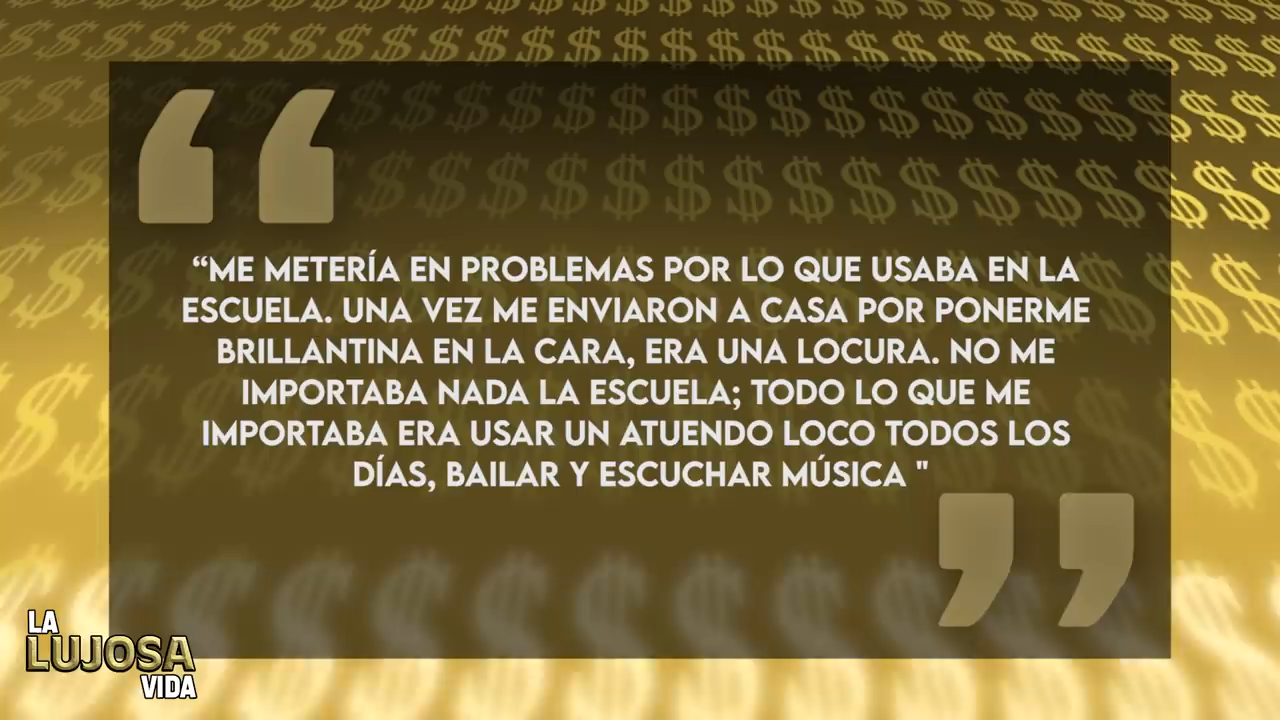 “ME METERÍA EN PROBLEMAS POR LO QUE USABA EN LA
ESCUELA. UNA VEZ ME ENVIARON A CASA POR PONERME
BRILLANTINA EN LA CARA, ERA UNA LOCURA. NO ME
IMPORTABA NADA LA ESCUELA; TODO LO QUE ME
IMPORTABA ERA USAR UN ATUENDO LOCO TODOS LOS
DÍAS, BAILAR Y ESCUCHAR MÚSICA "
LA
LUJOSA
VIDA